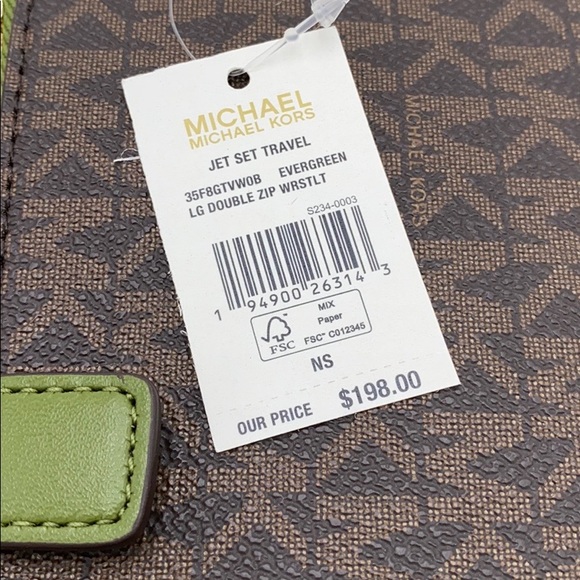 MICHAEL
MICHAEL KORS
JET SET TRAVEL
35F8GTVW0B EVERGREEN
LG DOUBLE ZIP WRSTLT
S234-0003
1 94900 26314 3
FSC
MIX
Paper
FSC™ C012345
NS
OUR PRICE $198.00
MICHAEL KORS